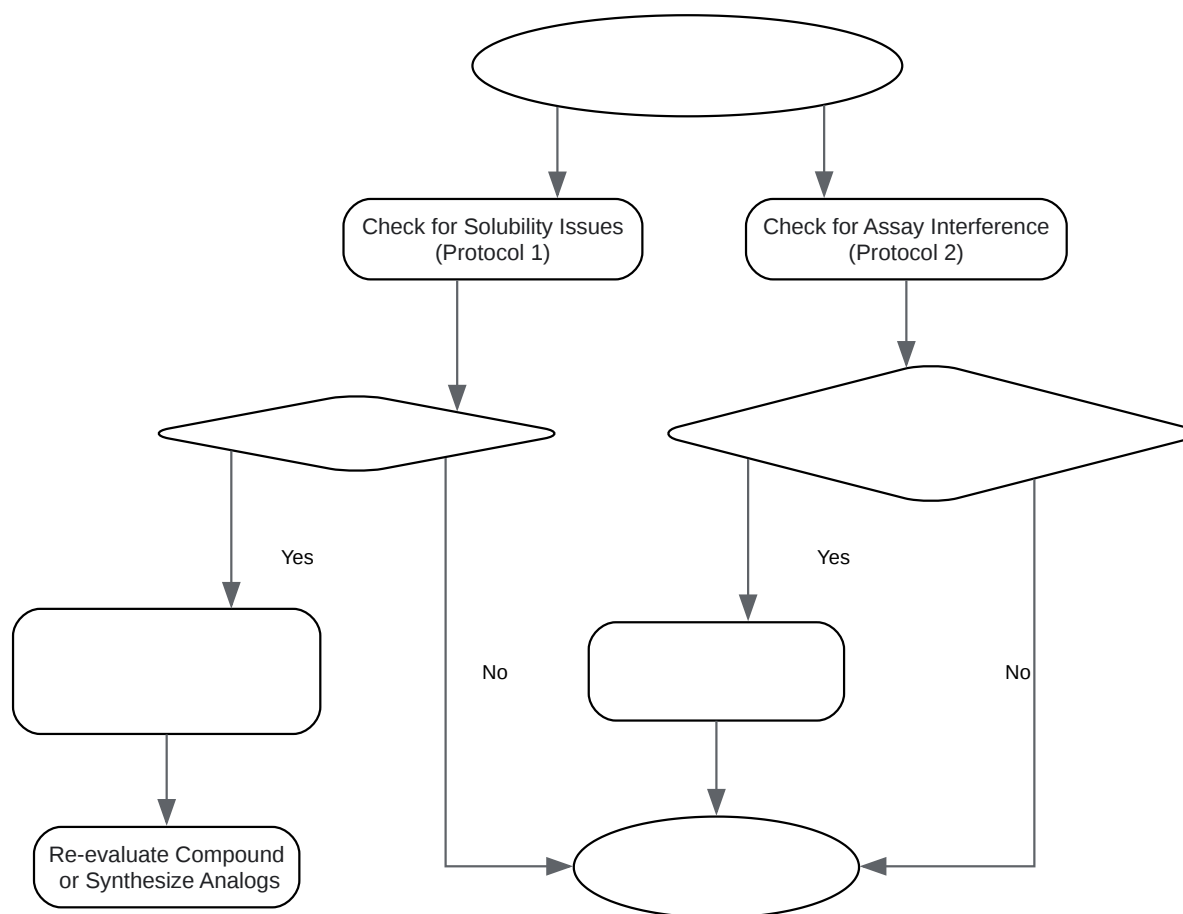 Check for Solubility Issues
(Protocol 1)
Check for Assay Interference
(Protocol 2)
Yes
Yes
No
No
Re-evaluate Compound
or Synthesize Analogs